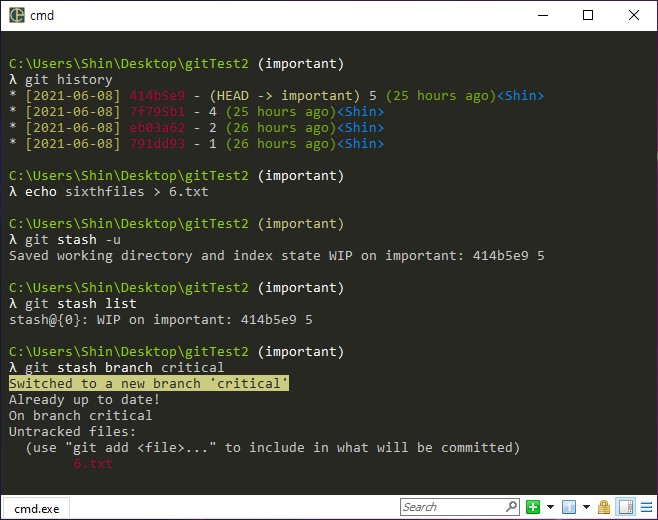 cmd
C:\Users\Shin\Desktop\gitTest2 (important)
λ git history
* [2021-06-08] 414b5e9 - (HEAD -> important) 5 (25 hours ago)<Shin>
* [2021-06-08] 7f795b1 - 4 (25 hours ago)<Shin>
* [2021-06-08] eb03a62 - 2 (26 hours ago)<Shin>
* [2021-06-08] 791dd93 - 1 (26 hours ago)<Shin>
C:\Users\Shin\Desktop\gitTest2 (important)
λ echo sixthfiles > 6.txt
C:\Users\Shin\Desktop\gitTest2 (important)
λ git stash -u
Saved working directory and index state WIP on important: 414b5e9 5
C:\Users\Shin\Desktop\gitTest2 (important)
λ git stash list
stash@{0}: WIP on important: 414b5e9 5
C:\Users\Shin\Desktop\gitTest2 (important)
λ git stash branch critical
Switched to a new branch 'critical'
Already up to date!
On branch critical
Untracked files:
  (use "git add <file>..." to include in what will be committed)
        6.txt
cmd.exe
Search